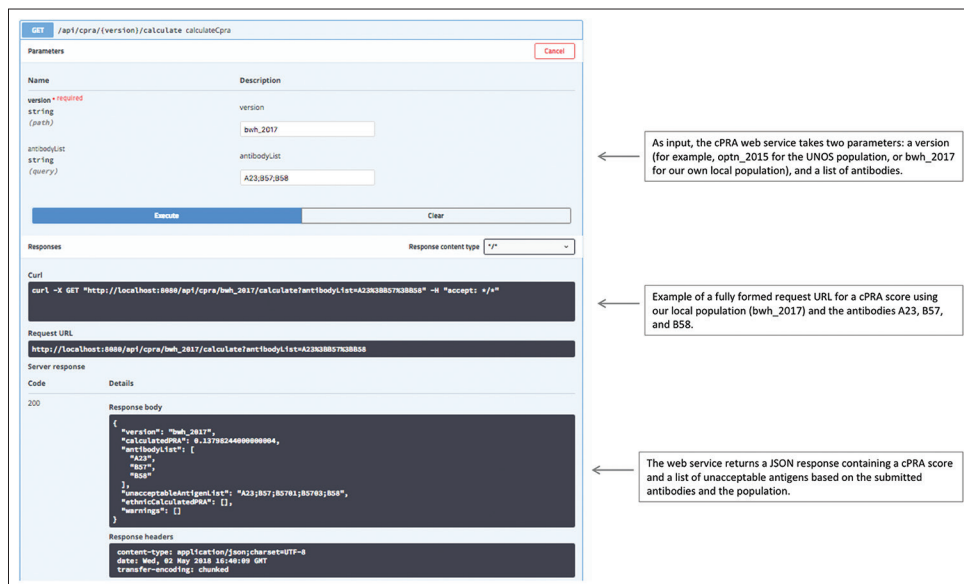 GET /api/cpra/{version}/calculate calculateCpra
Parameters
Cancel
Name Description
version * required
string
(path)
version
bwh_2017
antibodyList
string
(query)
antibodyList
A23;B57;B58
Execute Clear
As input, the cPRA web service takes two parameters: a version
(for example, optn_2015 for the UNOS population, or bwh_2017
for our own local population), and a list of antibodies.
Responses Response content type */*
Curl
curl -X GET "http://localhost:8080/api/cpra/bwh_2017/calculate?antibodyList=A23%3BB57%3BB58" -H "accept: */*"
Example of a fully formed request URL for a cPRA score using
our local population (bwh_2017) and the antibodies A23, B57,
and B58.
Request URL
http://localhost:8080/api/cpra/bwh_2017/calculate?antibodyList=A23%3BB57%3BB58
Server response
Code Details
200
Response body
{
"version": "bwh_2017",
"calculatedPRA": 0.13798244000000004,
"antibodyList": [
"A23",
"B57",
"B58"
],
"unacceptableAntigenList": "A23;B57;B5701;B5703;B58",
"ethnicCalculatedPRA": [],
"warnings": []
}
The web service returns a JSON response containing a cPRA score
and a list of unacceptable antigens based on the submitted
antibodies and the population.
Response headers
content-type: application/json;charset=UTF-8
date: Wed, 02 May 2018 16:40:09 GMT
transfer-encoding: chunked